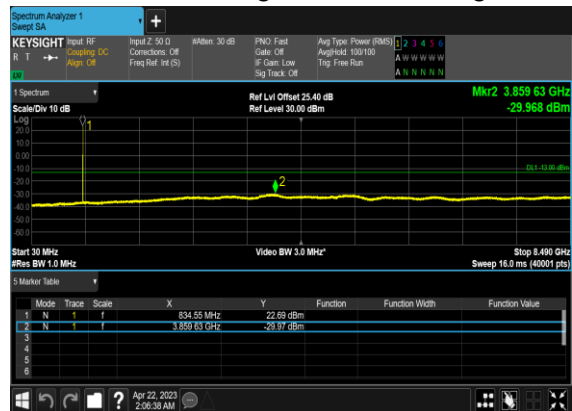 Spectrum Analyzer 1
Swept SA
+
KEYSIGHT Input: RF Input Z: 50 Ω #Atten: 30 dB PNO: Fast Avg Type: Power (RMS) 1 2 3 4 5 6
R T Coupling: DC Corrections: Off Gate: Off Avg|Hold: 100/100 A W W W W W
Align: Off Freq Ref: Int (S) IF Gain: Low Trig: Free Run
Sig Track: Off A N N N N N
1 Spectrum Ref Lvl Offset 25.40 dB Mkr2 3.859 63 GHz
Scale/Div 10 dB Ref Level 30.00 dBm -29.968 dBm
Log
20.0
10.0
0.00
-10.0
-20.0
-30.0
-40.0
-50.0
-60.0
1
2
DL1 -13.00 dBm
Start 30 MHz Video BW 3.0 MHz* Stop 8.490 GHz
#Res BW 1.0 MHz Sweep 16.0 ms (40001 pts)
5 Marker Table
Mode Trace Scale X Y Function Function Width Function Value
1 N 1 f 834.55 MHz 22.69 dBm
2 N 1 f 3.859 63 GHz -29.97 dBm
3
4
5
6
? Apr 22, 2023
2:06:38 AM